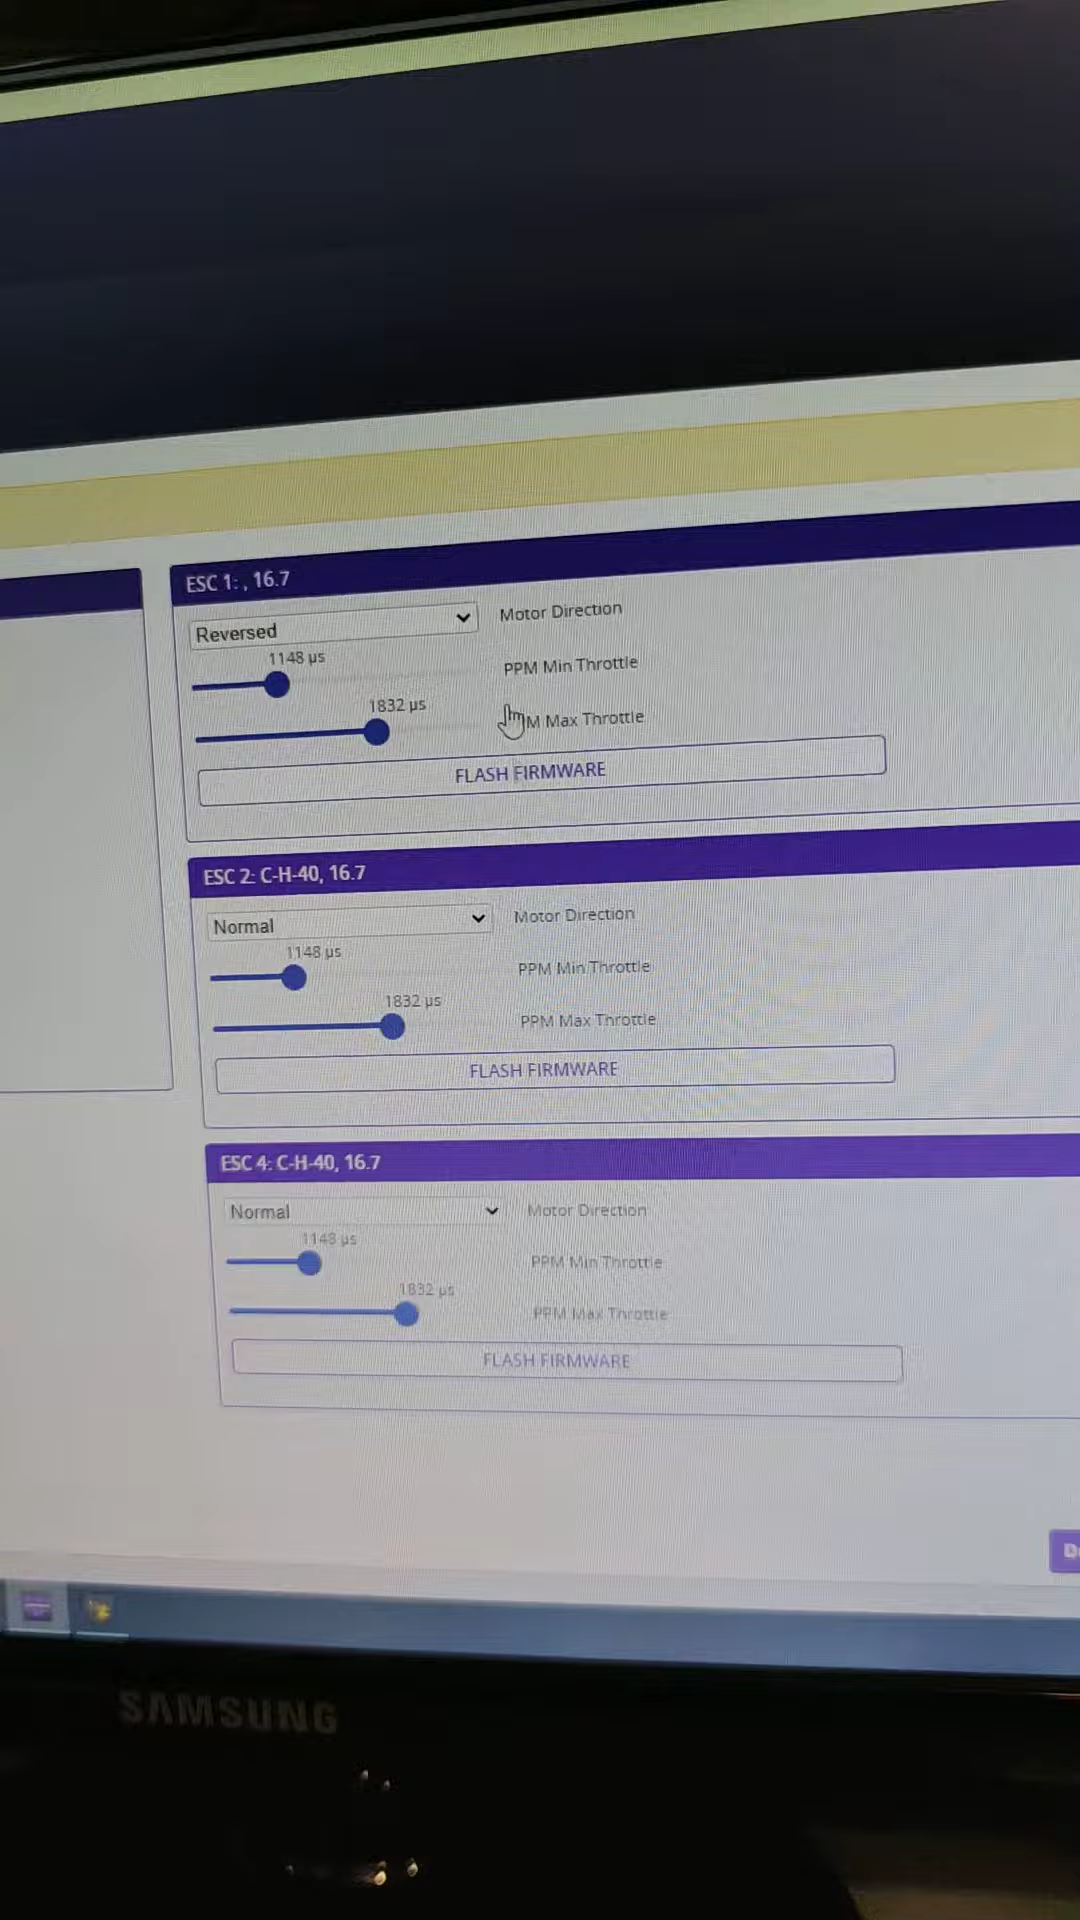 ESC 1: , 16.7
Reversed
Motor Direction
1148 µs
PPM Min Throttle
1832 µs
M Max Throttle
FLASH FIRMWARE
ESC 2: C-H-40, 16.7
Normal
Motor Direction
1148 µs
PPM Min Throttle
1832 µs
PPM Max Throttle
FLASH FIRMWARE
ESC 4: C-H-40, 16.7
Normal
Motor Direction
1148 µs
PPM Min Throttle
1832 µs
PPM Max Throttle
FLASH FIRMWARE
SAMSUNG